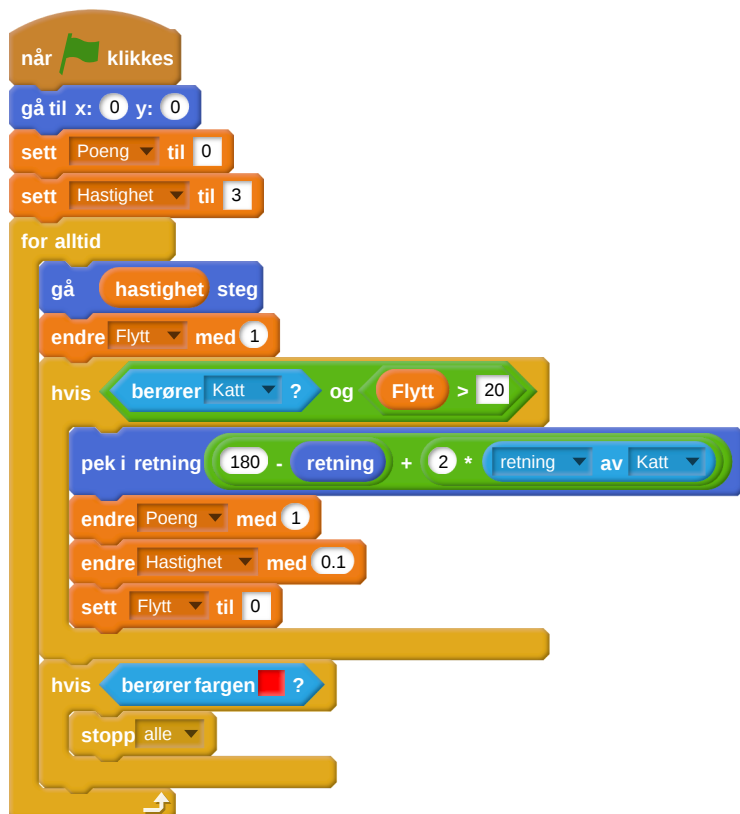 når klikkes
gå til x: 0 y: 0
sett Poeng til 0
sett Hastighet til 3
for alltid
gå hastighet steg
endre Flytt med 1
hvis berører Katt ? og Flytt > 20
pek i retning 180 - retning + 2 * retning av Katt
endre Poeng med 1
endre Hastighet med 0.1
sett Flytt til 0
hvis berører fargen ?
stopp alle